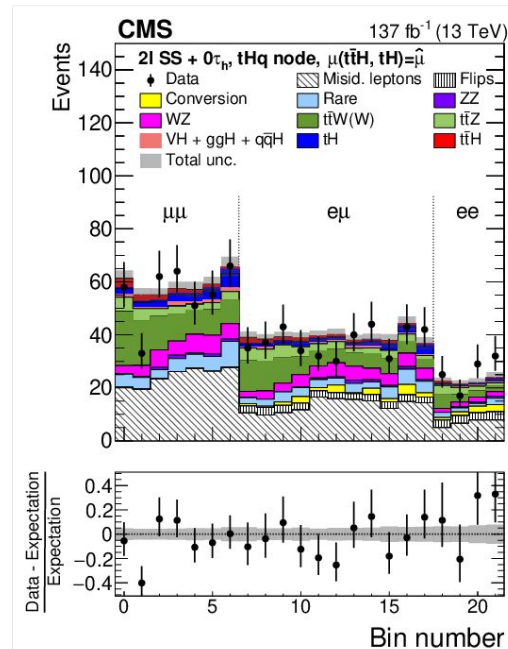 CMS 137 fb⁻¹ (13 TeV)
2l SS + 0τₕ, tHq node, μ(tt̄H, tH)=μ̂
Data Misid. leptons Flips
Conversion Rare ZZ
WZ tt̄W(W) tt̄Z
VH + ggH + qq̄H tH tt̄H
Total unc.
Events
140
120
100
80
60
40
20
0
μμ eμ ee
Data - Expectation
Expectation
0.4
0.2
0
−0.2
−0.4
0 5 10 15 20
Bin number